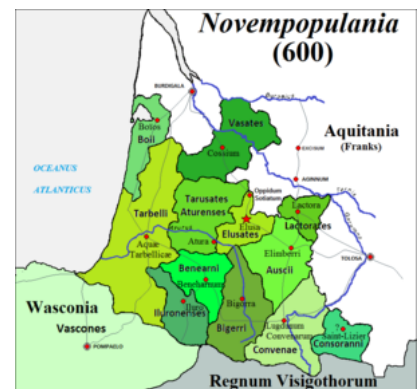 Novempopulania
(600)
BURDIGALA
Vasates
Boios
Boii
Cossium
Aquitania
(Franks)
EXCISUM
OCEANUS
ATLANTICUS
AGINNUM
Oppidum
Sotiatum
Tarusates
Aturenses
Lactora
Tarbelli
Elusa
Lactorates
Elusates
Aquae
Tarbellicae
Atura
Elimberri
TOLOSA
Benearni
Auscii
Beneharnum
Wasconia
Iluronenses
Iluro
Bigorra
Vascones
Lugdunum
Convenarum
Saint-Lizier
Bigerri
Consoranni
POMPAELO
Convenae
Regnum Visigothorum